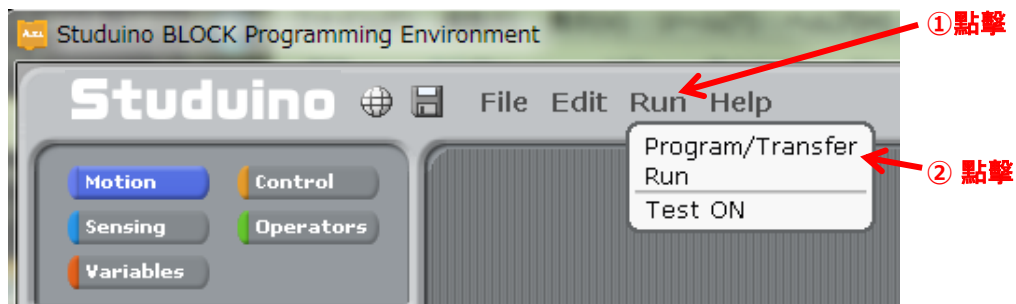 Studuino BLOCK Programming Environment
①點擊
Studuino File Edit Run Help
Program/Transfer
② 點擊
Run
Test ON
Motion Control
Sensing Operators
Variables